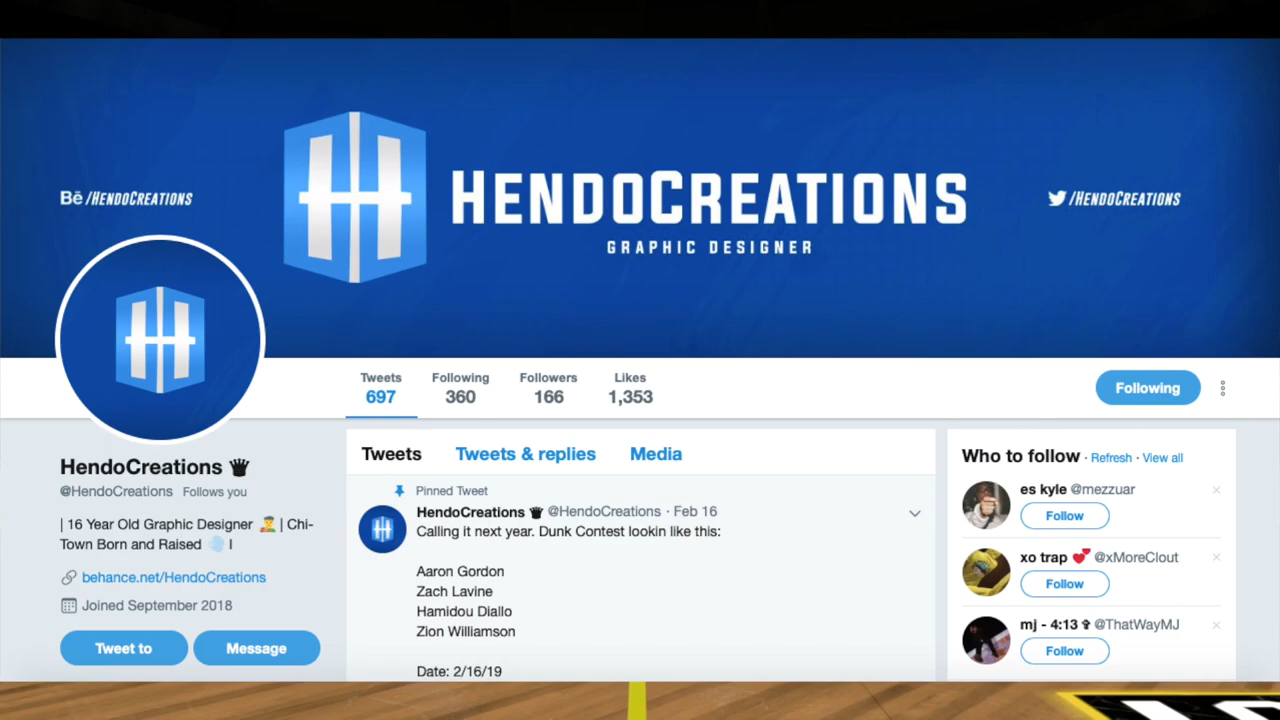 Bē /HENDOCREATIONS
HENDOCREATIONS
GRAPHIC DESIGNER
/HENDOCREATIONS
Tweets
697
Following
360
Followers
166
Likes
1,353
Following
HendoCreations
@HendoCreations Follows you
| 16 Year Old Graphic Designer | Chi-
Town Born and Raised |
behance.net/HendoCreations
Joined September 2018
Tweet to
Message
Tweets
Tweets & replies
Media
Pinned Tweet
HendoCreations @HendoCreations · Feb 16
Calling it next year. Dunk Contest lookin like this:
Aaron Gordon
Zach Lavine
Hamidou Diallo
Zion Williamson
Date: 2/16/19
Who to follow · Refresh · View all
es kyle @mezzuar
Follow
xo trap 💕 @xMoreClout
Follow
mj - 4:13 ✞ @ThatWayMJ
Follow